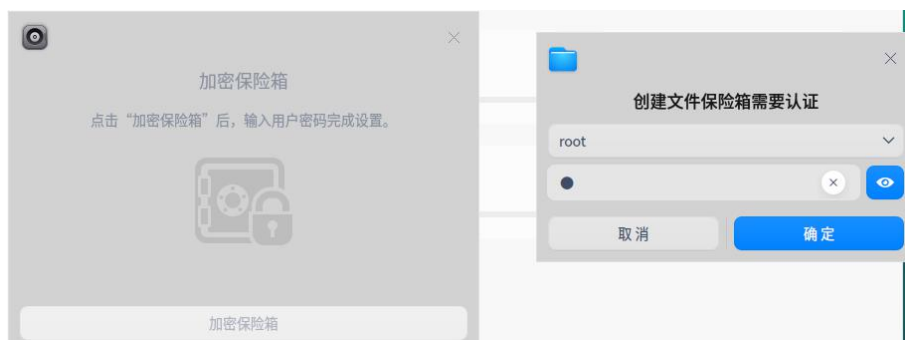 加密保险箱
点击“加密保险箱”后，输入用户密码完成设置。
加密保险箱
创建文件保险箱需要认证
root
取消
确定